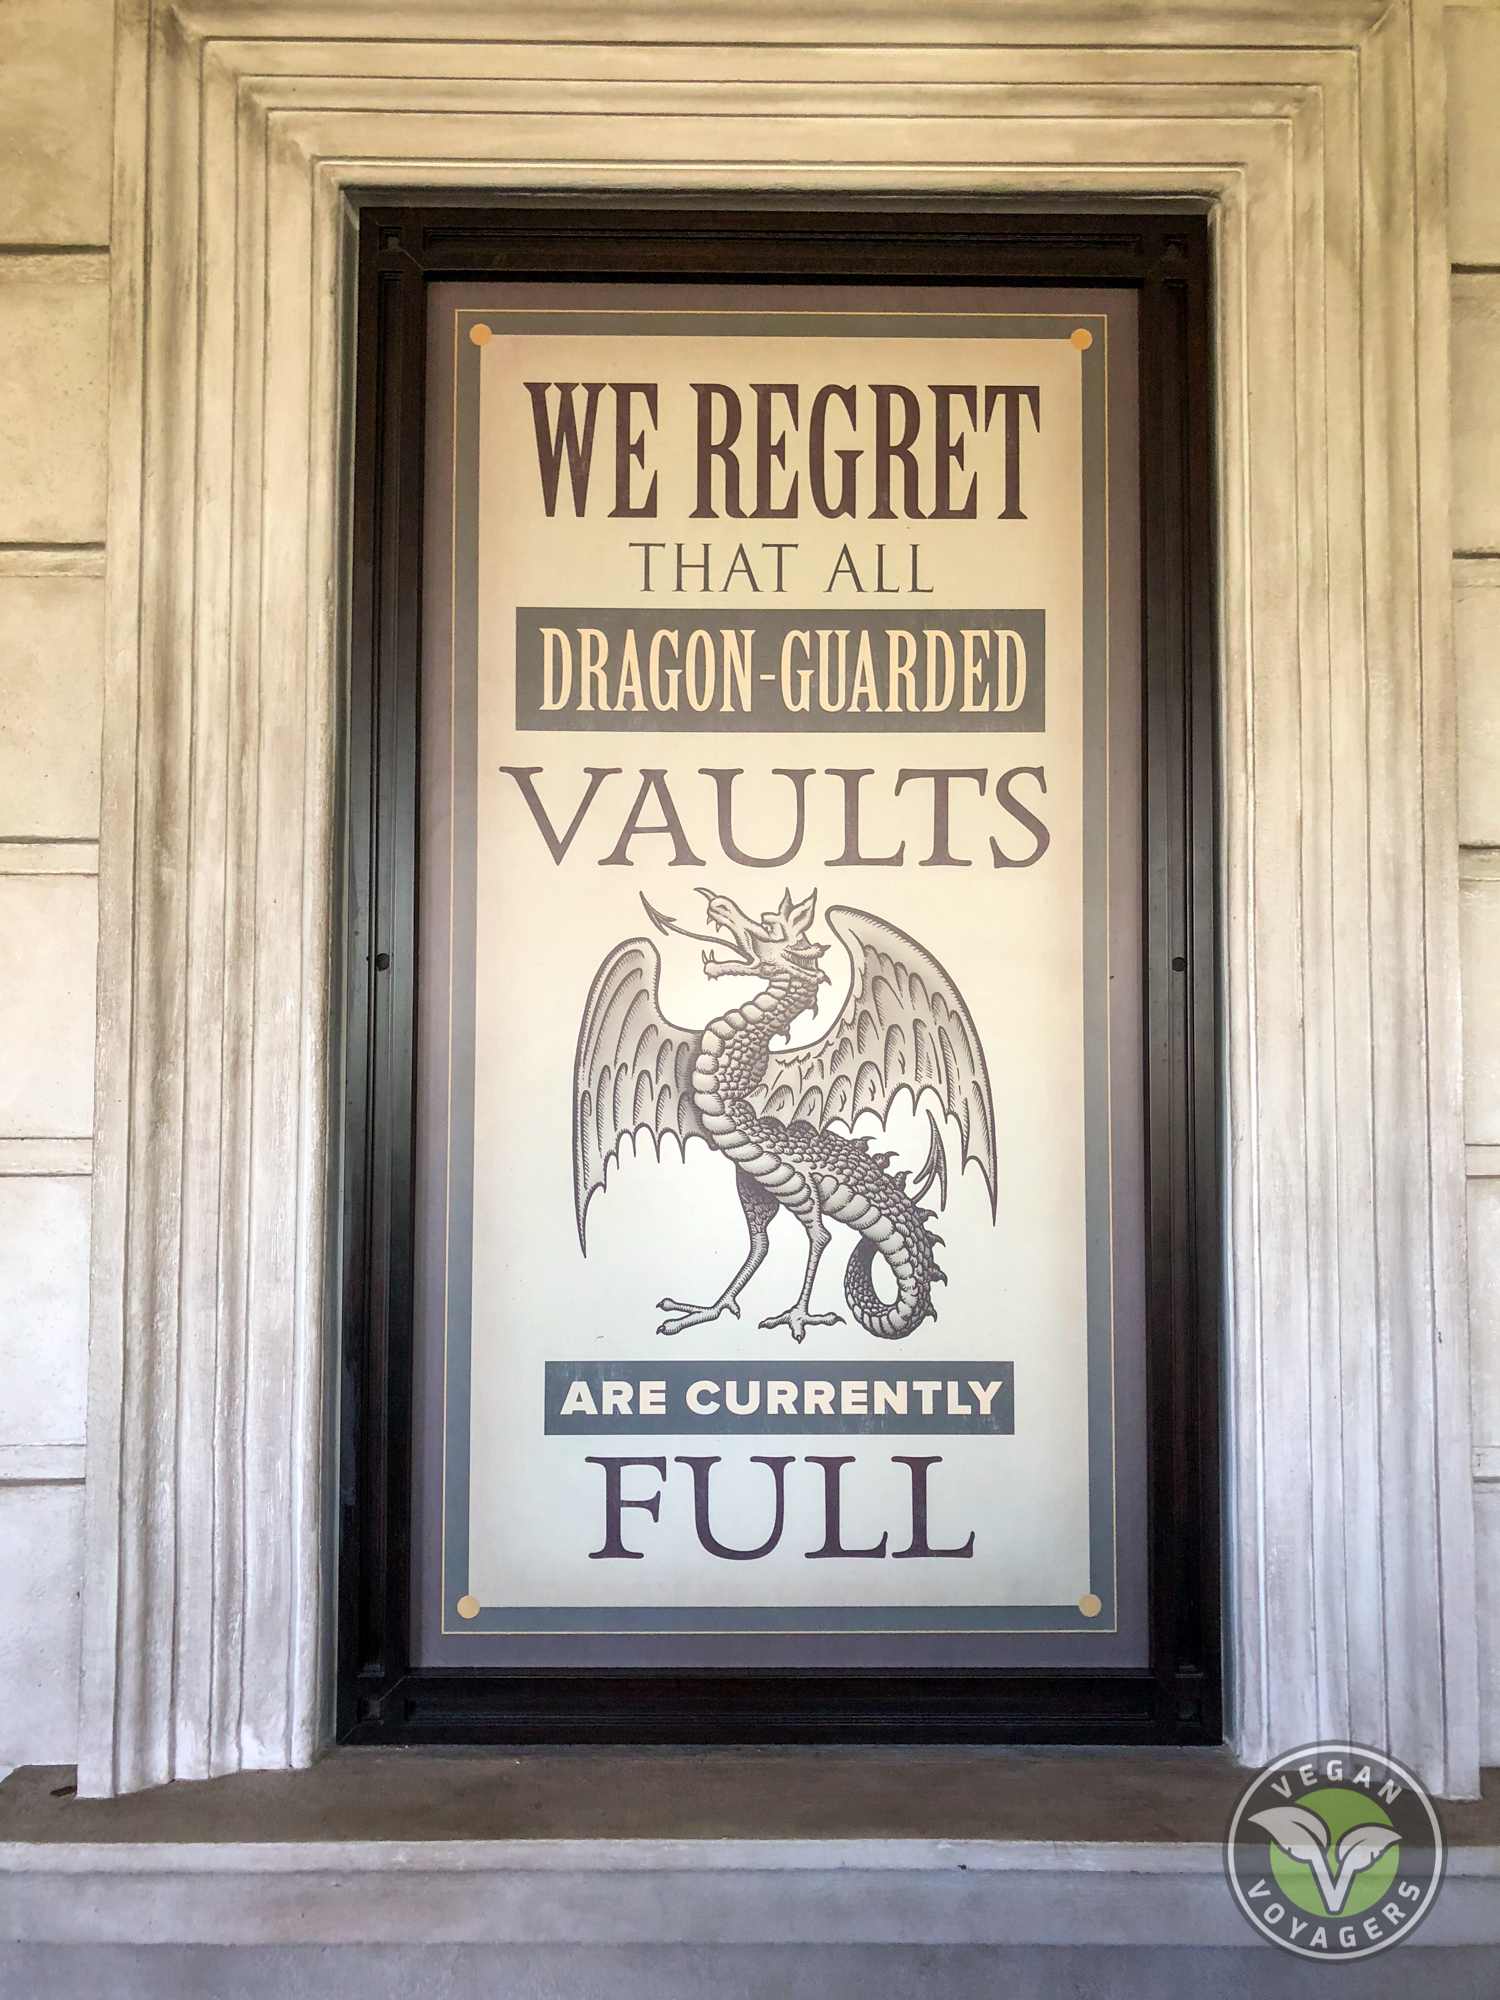 WE REGRET
THAT ALL
DRAGON-GUARDED
VAULTS
ARE CURRENTLY
FULL
VEGAN
VOYAGERS